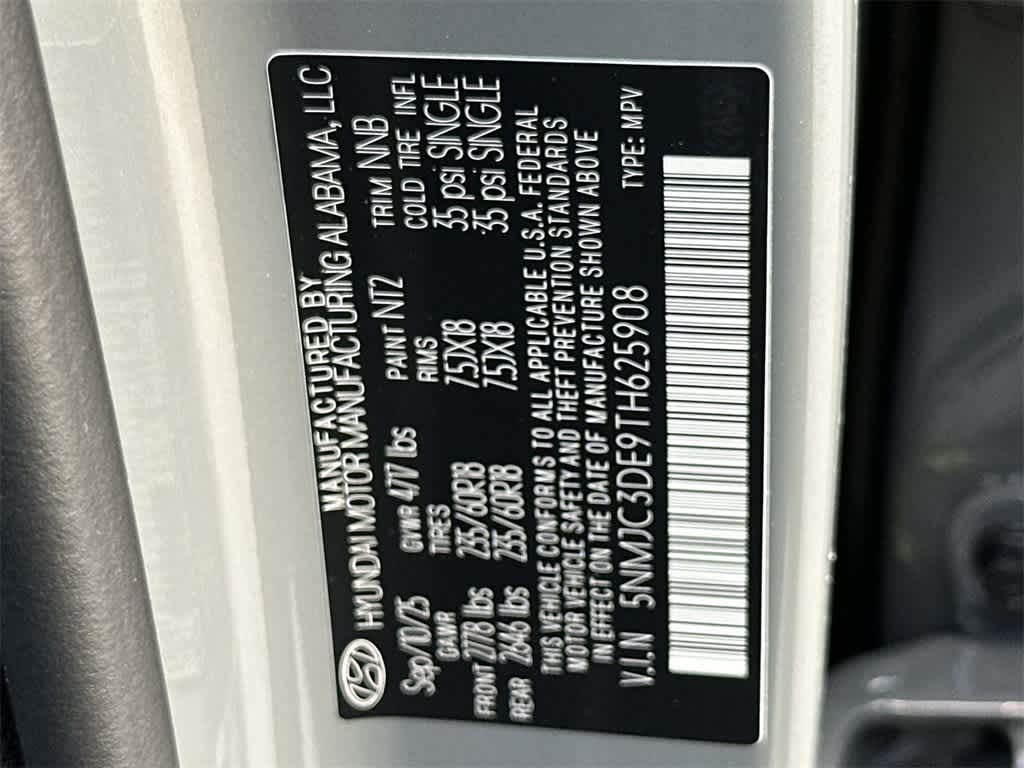 MANUFACTURED BY
HYUNDAI MOTOR MANUFACTURING ALABAMA, LLC
Sep/10/25 GVWR 4717 lbs PAINT NT2 TRIM NNB
GAWR TIRES RIMS COLD TIRE INFL
FRONT 2778 lbs 235/60R18 7.5JX18 35 psi SINGLE
REAR 2646 lbs 235/60R18 7.5JX18 35 psi SINGLE
THIS VEHICLE CONFORMS TO ALL APPLICABLE U.S.A. FEDERAL
MOTOR VEHICLE SAFETY AND THEFT PREVENTION STANDARDS
IN EFFECT ON THE DATE OF MANUFACTURE SHOWN ABOVE
V.I.N 5NMJC3DE9TH625908 TYPE: MPV